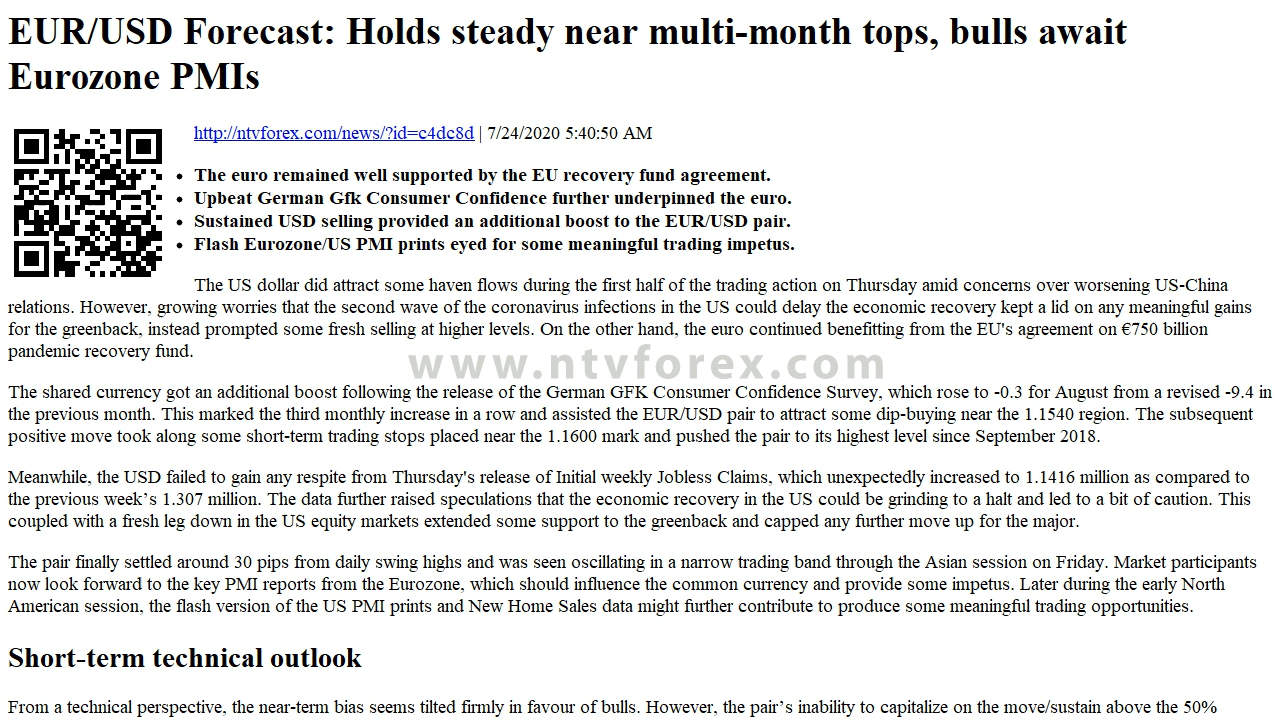 EUR/USD Forecast: Holds steady near multi-month tops, bulls await
Eurozone PMIs
http://ntvforex.com/news/?id=c4dc8d | 7/24/2020 5:40:50 AM
• The euro remained well supported by the EU recovery fund agreement.
• Upbeat German Gfk Consumer Confidence further underpinned the euro.
• Sustained USD selling provided an additional boost to the EUR/USD pair.
• Flash Eurozone/US PMI prints eyed for some meaningful trading impetus.
The US dollar did attract some haven flows during the first half of the trading action on Thursday amid concerns over worsening US-China
relations. However, growing worries that the second wave of the coronavirus infections in the US could delay the economic recovery kept a lid on any meaningful gains
for the greenback, instead prompted some fresh selling at higher levels. On the other hand, the euro continued benefitting from the EU's agreement on €750 billion
pandemic recovery fund.
www.ntvforex.com
The shared currency got an additional boost following the release of the German GFK Consumer Confidence Survey, which rose to -0.3 for August from a revised -9.4 in
the previous month. This marked the third monthly increase in a row and assisted the EUR/USD pair to attract some dip-buying near the 1.1540 region. The subsequent
positive move took along some short-term trading stops placed near the 1.1600 mark and pushed the pair to its highest level since September 2018.
Meanwhile, the USD failed to gain any respite from Thursday's release of Initial weekly Jobless Claims, which unexpectedly increased to 1.1416 million as compared to
the previous week’s 1.307 million. The data further raised speculations that the economic recovery in the US could be grinding to a halt and led to a bit of caution. This
coupled with a fresh leg down in the US equity markets extended some support to the greenback and capped any further move up for the major.
The pair finally settled around 30 pips from daily swing highs and was seen oscillating in a narrow trading band through the Asian session on Friday. Market participants
now look forward to the key PMI reports from the Eurozone, which should influence the common currency and provide some impetus. Later during the early North
American session, the flash version of the US PMI prints and New Home Sales data might further contribute to produce some meaningful trading opportunities.
Short-term technical outlook
From a technical perspective, the near-term bias seems tilted firmly in favour of bulls. However, the pair’s inability to capitalize on the move/sustain above the 50%